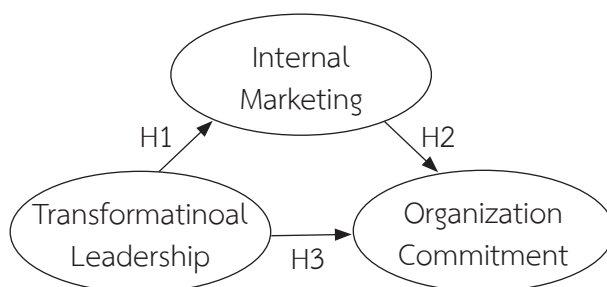 Internal
Marketing
H1
H2
Transformatinoal
Leadership
H3
Organization
Commitment